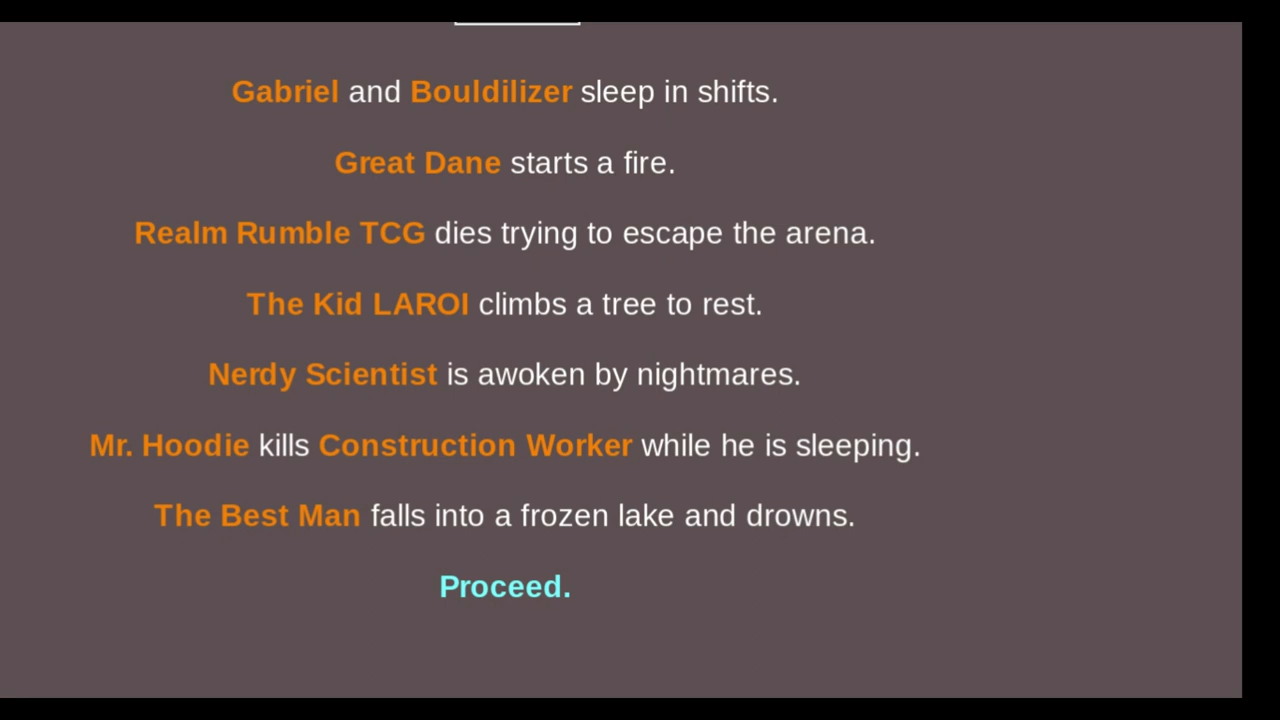 Gabriel and Bouldilizer sleep in shifts.
Great Dane starts a fire.
Realm Rumble TCG dies trying to escape the arena.
The Kid LAROI climbs a tree to rest.
Nerdy Scientist is awoken by nightmares.
Mr. Hoodie kills Construction Worker while he is sleeping.
The Best Man falls into a frozen lake and drowns.
Proceed.